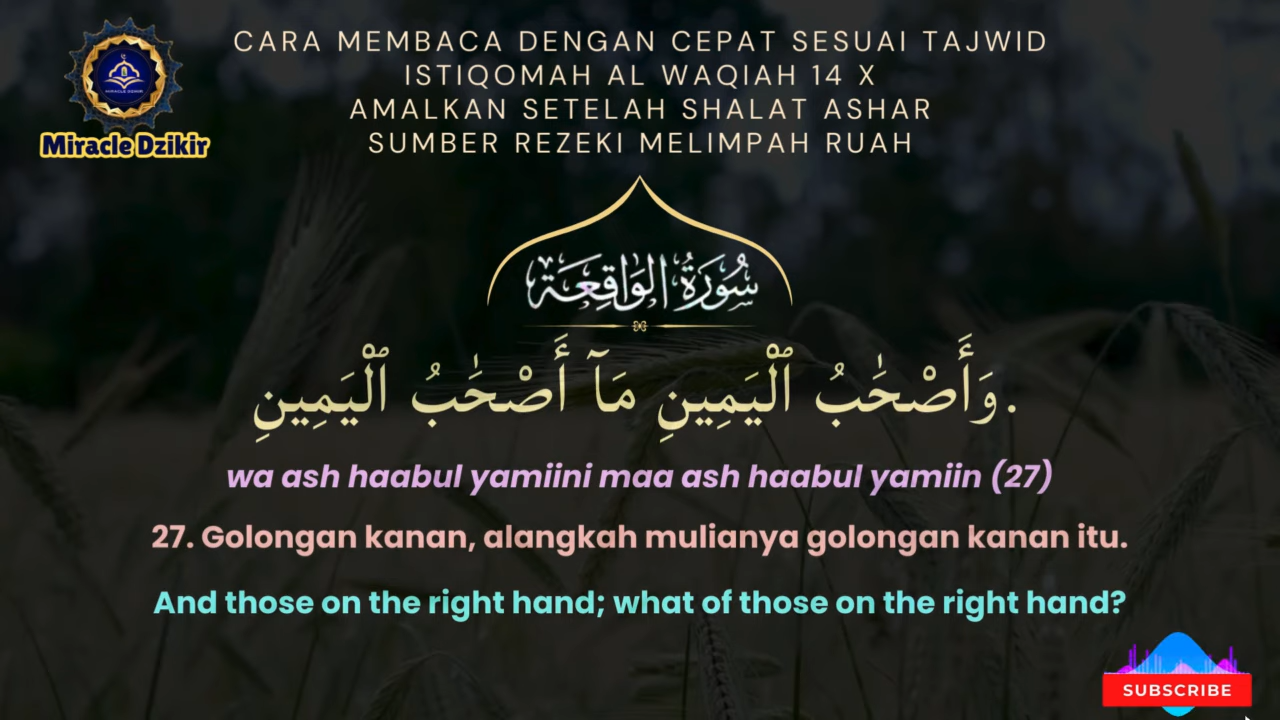 CARA MEMBACA DENGAN CEPAT SESUAI TAJWID
ISTIQOMAH AL WAQIAH 14 X
AMALKAN SETELAH SHALAT ASHAR
SUMBER REZEKI MELIMPAH RUAH
MIRACLE DZIKIR
Miracle Dzikir
سُورَةُ الوَاقِعَة
وَأَصْحَٰبُ ٱلْيَمِينِ مَآ أَصْحَٰبُ ٱلْيَمِينِ.
wa ash haabul yamiini maa ash haabul yamiin (27)
27. Golongan kanan, alangkah mulianya golongan kanan itu.
And those on the right hand; what of those on the right hand?
SUBSCRIBE